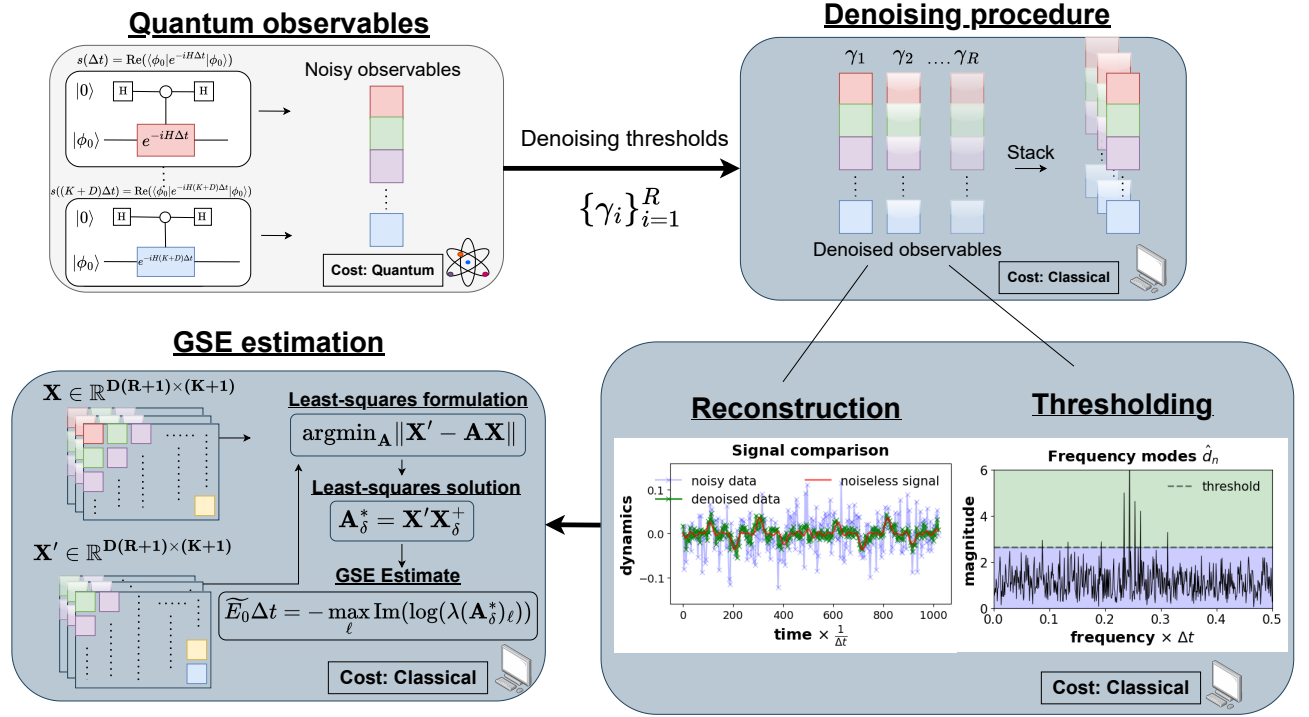 Quantum observables
s(Δt) = Re(⟨ϕ₀|e^{-iHΔt}|ϕ₀⟩)
|0⟩ H H
|ϕ₀⟩ e^{-iHΔt}
s((K + D)Δt) = Re(⟨ϕ₀|e^{-iH(K+D)Δt}|ϕ₀⟩)
|0⟩ H H
|ϕ₀⟩ e^{-iH(K+D)Δt}
Noisy observables
Cost: Quantum
Denoising thresholds
{γ_i}_{i=1}^R
Denoising procedure
γ₁ γ₂ .... γ_R
Stack
Denoised observables
Cost: Classical
GSE estimation
X ∈ ℝ^{D(R+1)×(K+1)}
X′ ∈ ℝ^{D(R+1)×(K+1)}
Least-squares formulation
argmin_A ||X′ − AX||
Least-squares solution
A*_δ = X′X⁺_δ
GSE Estimate
Ẽ₀Δt = − max_ℓ Im(log(λ(A*_δ)_ℓ))
Cost: Classical
Reconstruction
Signal comparison
noisy data
denoised data
noiseless signal
dynamics
0.1
0.0
−0.1
0 200 400 600 800 1000
time × 1/Δt
Thresholding
Frequency modes d̂_n
threshold
magnitude
6
4
2
0
0.0 0.1 0.2 0.3 0.4 0.5
frequency × Δt
Cost: Classical